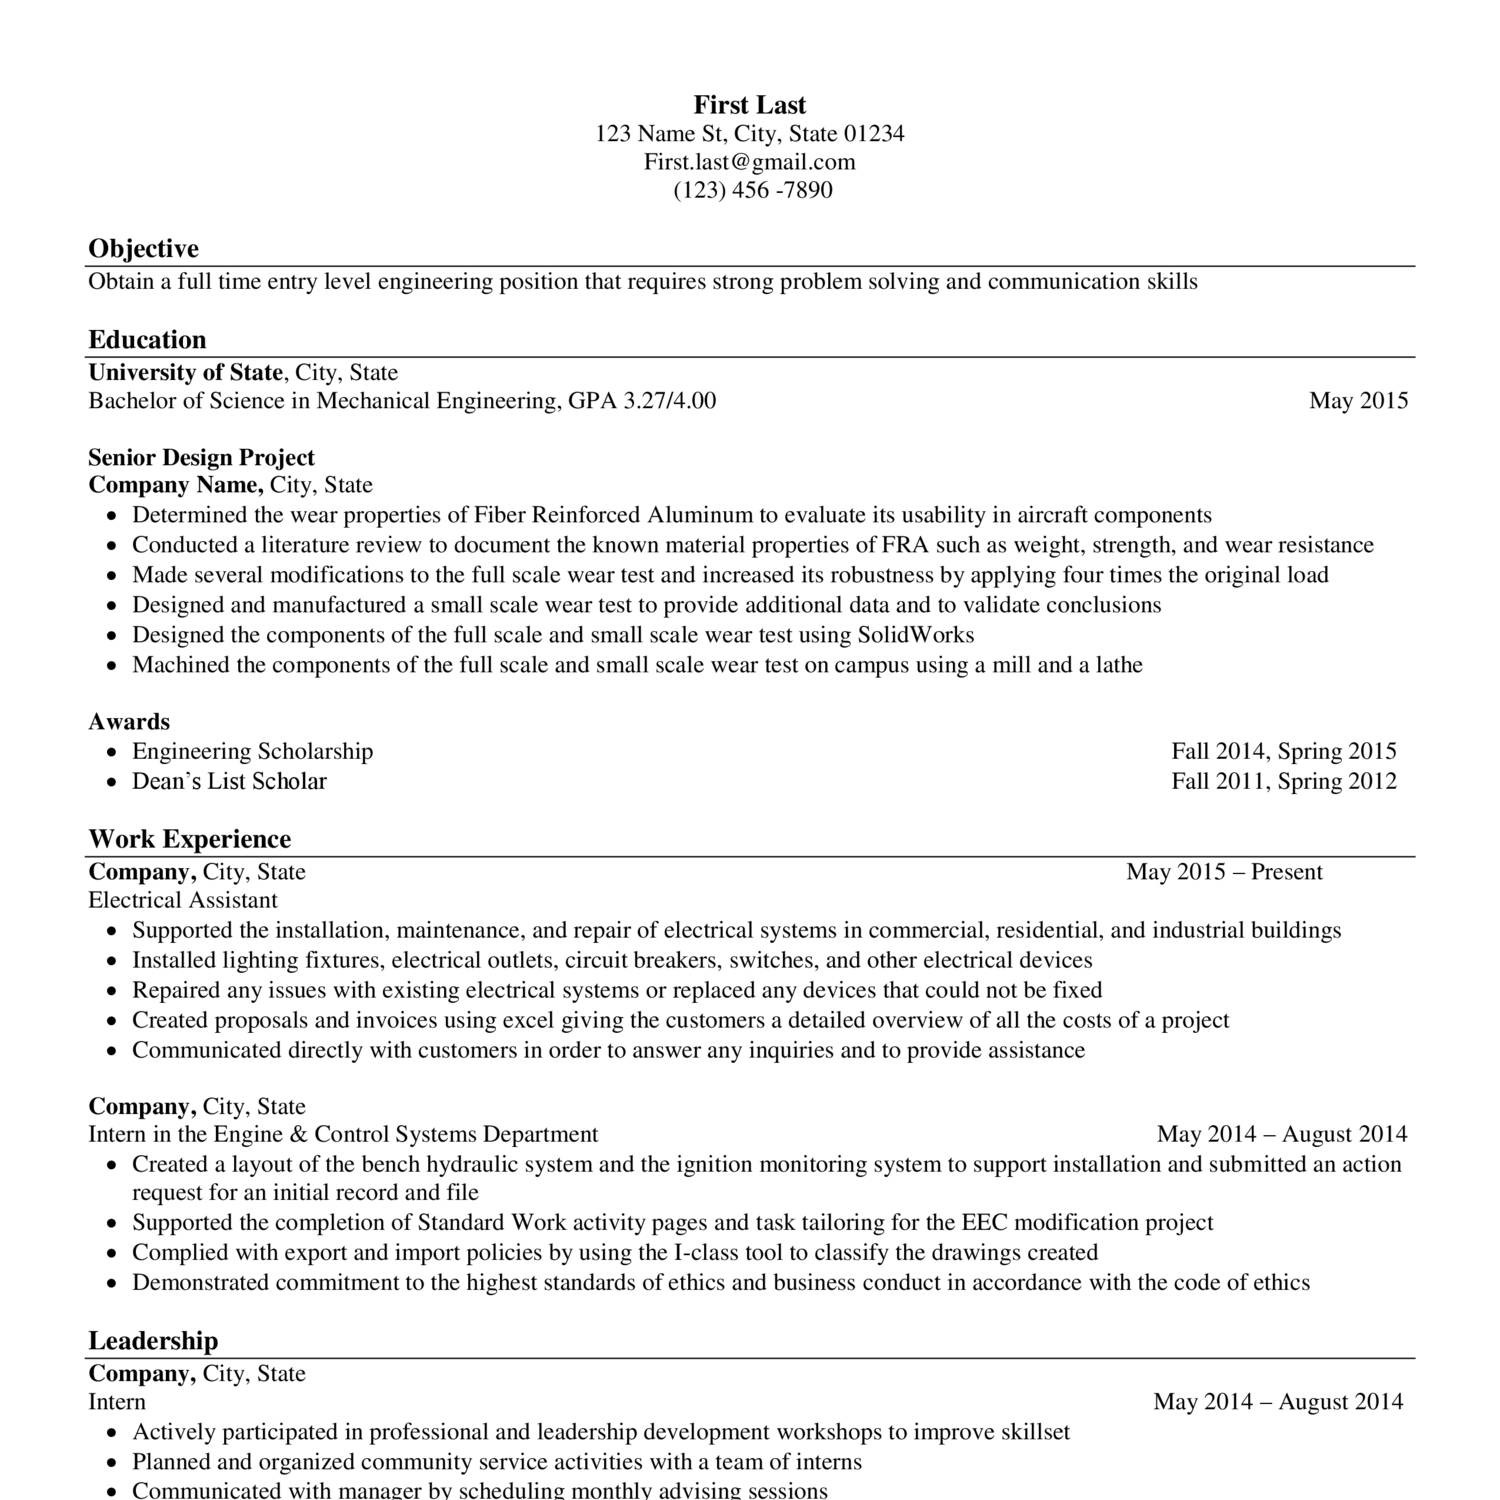 First Last
123 Name St, City, State 01234
First.last@gmail.com
(123) 456 -7890
Objective
Obtain a full time entry level engineering position that requires strong problem solving and communication skills
Education
University of State, City, State
Bachelor of Science in Mechanical Engineering, GPA 3.27/4.00 May 2015
Senior Design Project
Company Name, City, State
• Determined the wear properties of Fiber Reinforced Aluminum to evaluate its usability in aircraft components
• Conducted a literature review to document the known material properties of FRA such as weight, strength, and wear resistance
• Made several modifications to the full scale wear test and increased its robustness by applying four times the original load
• Designed and manufactured a small scale wear test to provide additional data and to validate conclusions
• Designed the components of the full scale and small scale wear test using SolidWorks
• Machined the components of the full scale and small scale wear test on campus using a mill and a lathe
Awards
• Engineering Scholarship Fall 2014, Spring 2015
• Dean’s List Scholar Fall 2011, Spring 2012
Work Experience
Company, City, State May 2015 – Present
Electrical Assistant
• Supported the installation, maintenance, and repair of electrical systems in commercial, residential, and industrial buildings
• Installed lighting fixtures, electrical outlets, circuit breakers, switches, and other electrical devices
• Repaired any issues with existing electrical systems or replaced any devices that could not be fixed
• Created proposals and invoices using excel giving the customers a detailed overview of all the costs of a project
• Communicated directly with customers in order to answer any inquiries and to provide assistance
Company, City, State
Intern in the Engine & Control Systems Department May 2014 – August 2014
• Created a layout of the bench hydraulic system and the ignition monitoring system to support installation and submitted an action
request for an initial record and file
• Supported the completion of Standard Work activity pages and task tailoring for the EEC modification project
• Complied with export and import policies by using the I-class tool to classify the drawings created
• Demonstrated commitment to the highest standards of ethics and business conduct in accordance with the code of ethics
Leadership
Company, City, State
Intern May 2014 – August 2014
• Actively participated in professional and leadership development workshops to improve skillset
• Planned and organized community service activities with a team of interns
• Communicated with manager by scheduling monthly advising sessions